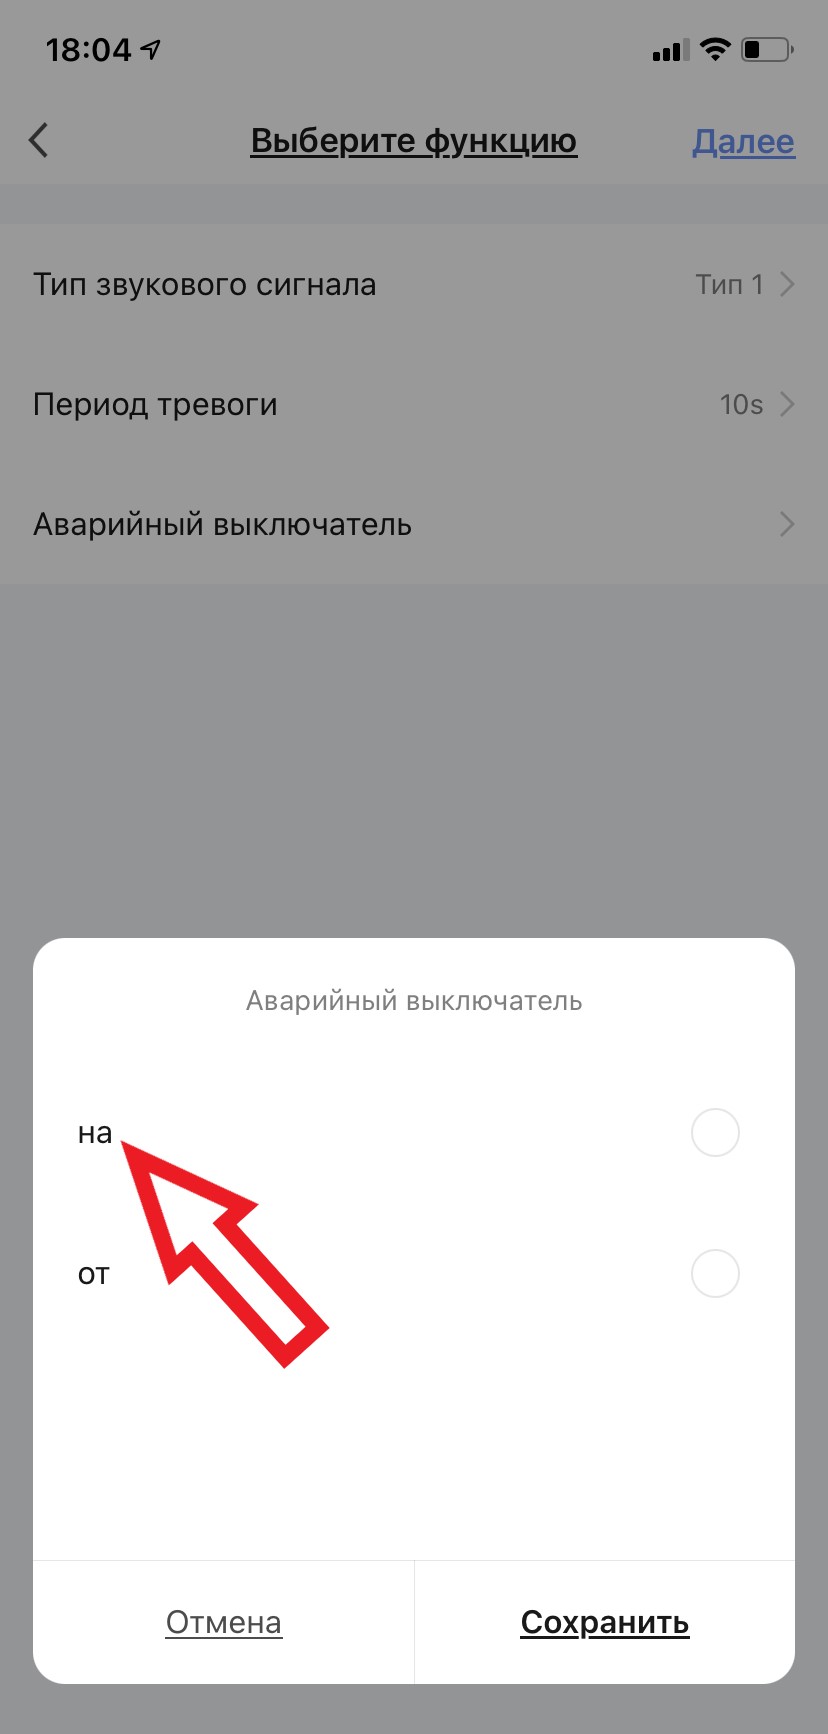 18:04
Выберите функцию
Далее
Тип звукового сигнала
Тип 1
Период тревоги
10s
Аварийный выключатель
Аварийный выключатель
на
от
Отмена
Сохранить